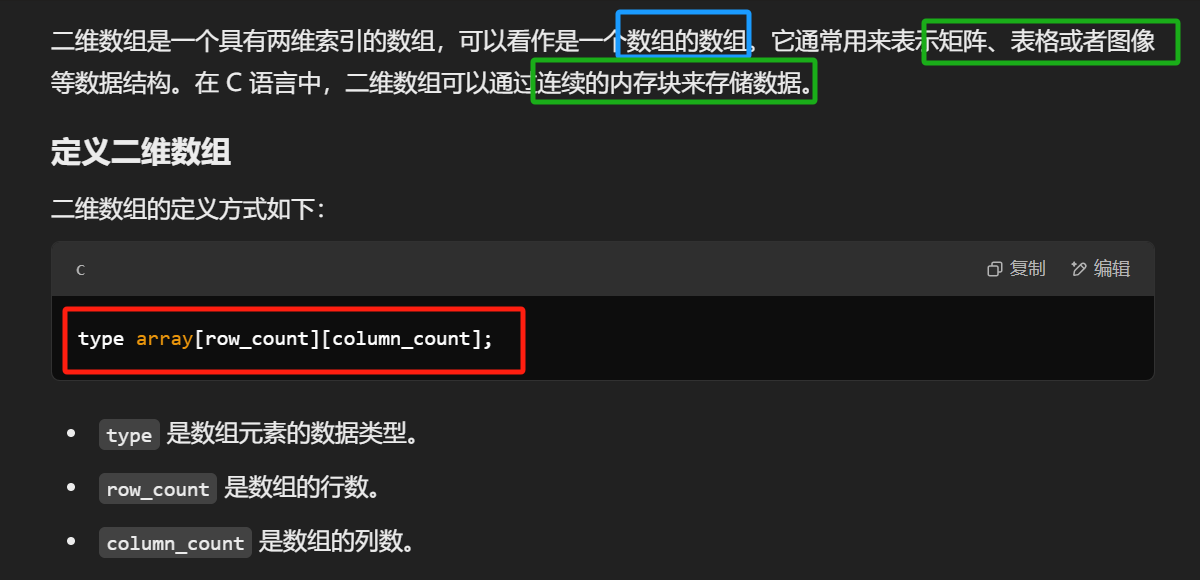 二维数组是一个具有两维索引的数组，可以看作是一个数组的数组。它通常用来表示矩阵、表格或者图像
等数据结构。在 C 语言中，二维数组可以通过连续的内存块来存储数据。
定义二维数组
二维数组的定义方式如下：
c
复制 编辑
type array[row_count][column_count];
• type 是数组元素的数据类型。
• row_count 是数组的行数。
• column_count 是数组的列数。